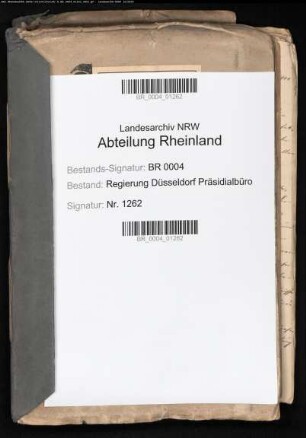 BR_0004_01262
Landesarchiv NRW
Abteilung Rheinland
Bestands-Signatur: BR 0004
Bestand: Regierung Düsseldorf Präsidialbüro
Signatur: Nr. 1262
BR_0004_01262